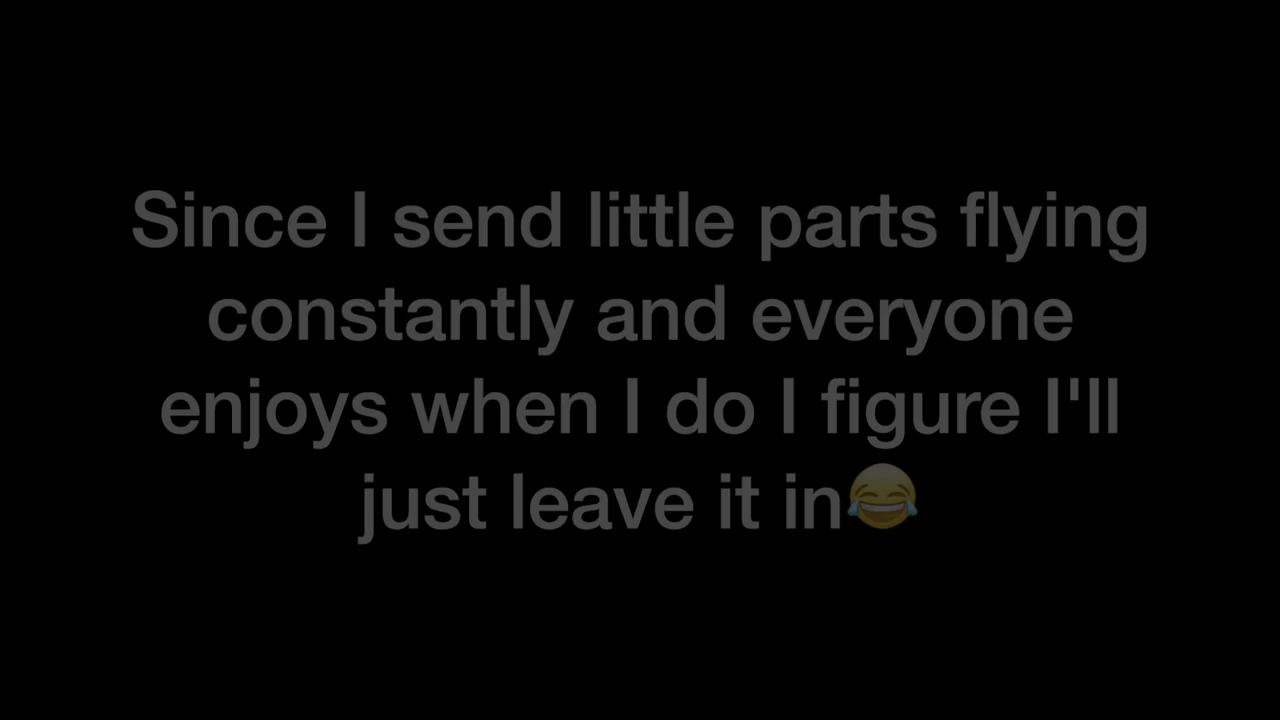 Since I send little parts flying
constantly and everyone
enjoys when I do I figure I'll
just leave it in😂